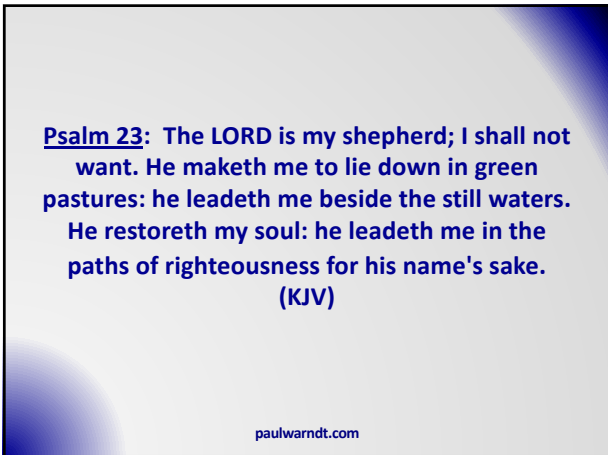 Psalm 23:  The LORD is my shepherd; I shall not
want. He maketh me to lie down in green
pastures: he leadeth me beside the still waters.
He restoreth my soul: he leadeth me in the
paths of righteousness for his name's sake.
(KJV)
paulwarndt.com